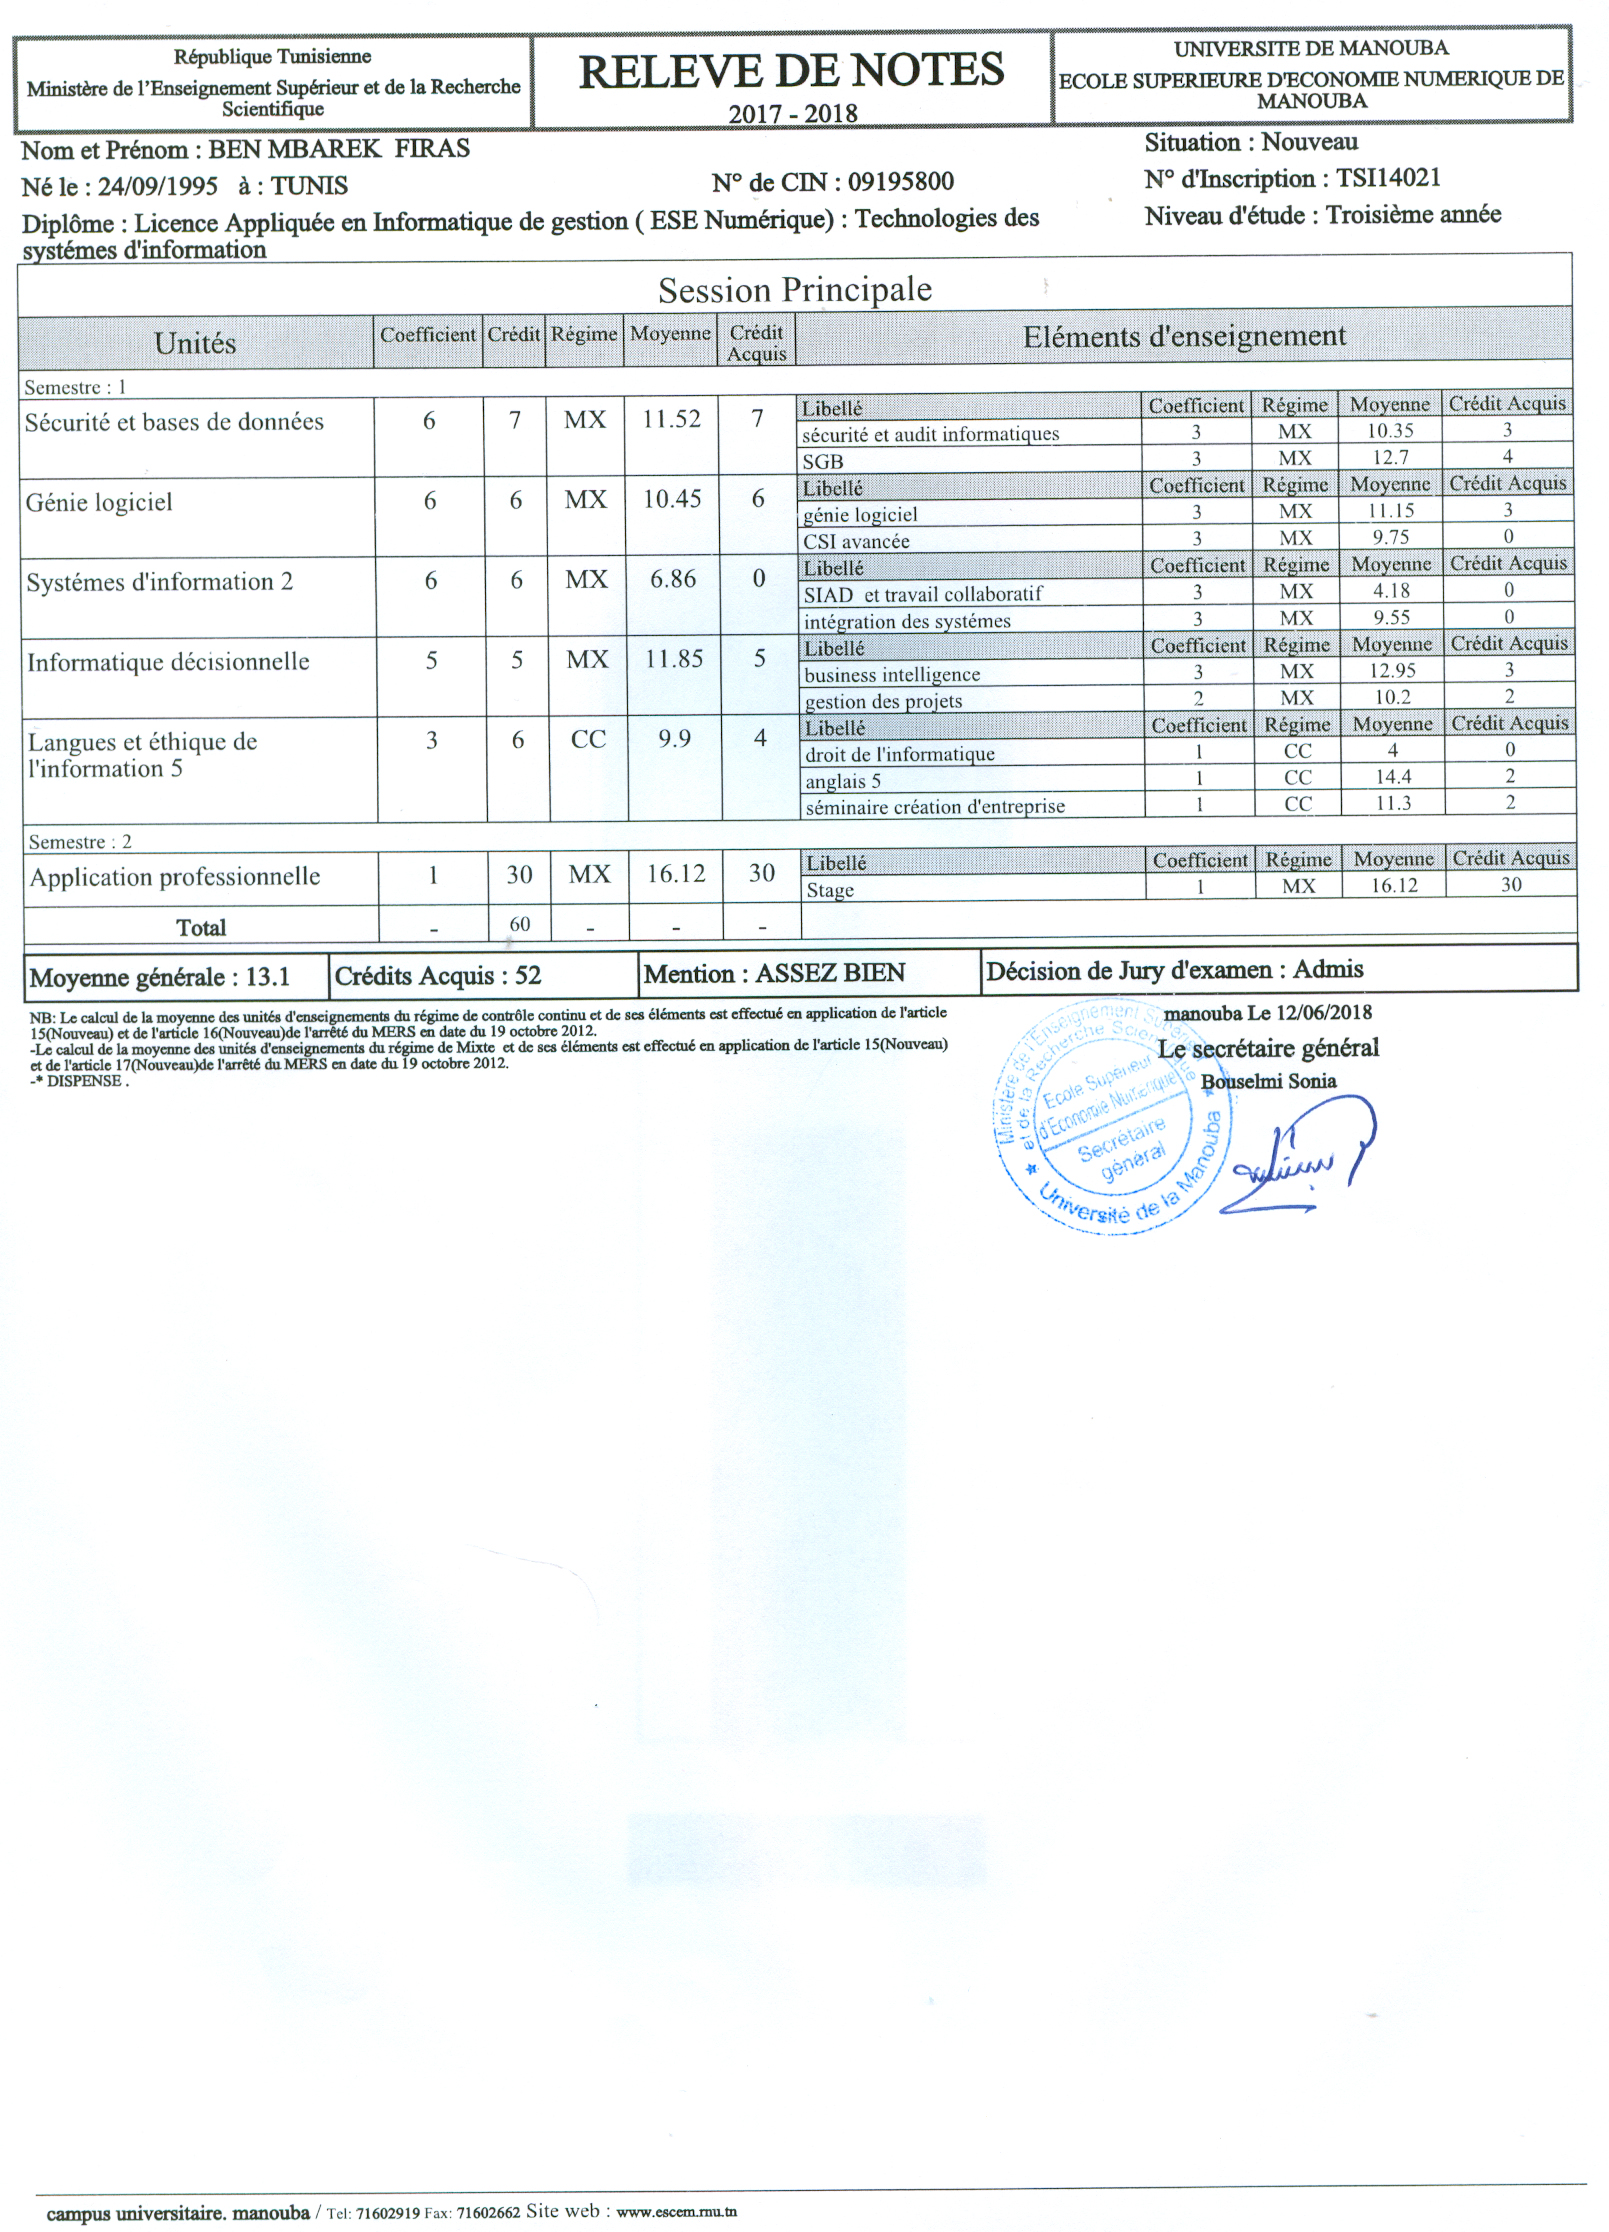 République Tunisienne
Ministère de l'Enseignement Supérieur et de la Recherche
Scientifique
RELEVE DE NOTES
2017 - 2018
UNIVERSITE DE MANOUBA
ECOLE SUPERIEURE D'ECONOMIE NUMERIQUE DE
MANOUBA
Nom et Prénom : BEN MBAREK FIRAS
Situation : Nouveau
Né le : 24/09/1995 à : TUNIS
N° de CIN : 09195800
N° d'Inscription : TSI14021
Diplôme : Licence Appliquée en Informatique de gestion ( ESE Numérique) : Technologies des
systémes d'information
Niveau d'étude : Troisième année
Session Principale
Unités Coefficient Crédit Régime Moyenne Crédit Acquis Eléments d'enseignement
Semestre : 1
Sécurité et bases de données 6 7 MX 11.52 7
Libellé Coefficient Régime Moyenne Crédit Acquis
sécurité et audit informatiques 3 MX 10.35 3
SGB 3 MX 12.7 4
Génie logiciel 6 6 MX 10.45 6
Libellé Coefficient Régime Moyenne Crédit Acquis
génie logiciel 3 MX 11.15 3
CSI avancée 3 MX 9.75 0
Systémes d'information 2 6 6 MX 6.86 0
Libellé Coefficient Régime Moyenne Crédit Acquis
SIAD et travail collaboratif 3 MX 4.18 0
intégration des systémes 3 MX 9.55 0
Informatique décisionnelle 5 5 MX 11.85 5
Libellé Coefficient Régime Moyenne Crédit Acquis
business intelligence 3 MX 12.95 3
gestion des projets 2 MX 10.2 2
Langues et éthique de
l'information 5 3 6 CC 9.9 4
Libellé Coefficient Régime Moyenne Crédit Acquis
droit de l'informatique 1 CC 4 0
anglais 5 1 CC 14.4 2
séminaire création d'entreprise 1 CC 11.3 2
Semestre : 2
Application professionnelle 1 30 MX 16.12 30
Libellé Coefficient Régime Moyenne Crédit Acquis
Stage 1 MX 16.12 30
Total - 60 - - -
Moyenne générale : 13.1
Crédits Acquis : 52
Mention : ASSEZ BIEN
Décision de Jury d'examen : Admis
NB: Le calcul de la moyenne des unités d'enseignements du régime de contrôle continu et de ses éléments est effectué en application de l'article
15(Nouveau) et de l'article 16(Nouveau)de l'arrêté du MERS en date du 19 octobre 2012.
-Le calcul de la moyenne des unités d'enseignements du régime de Mixte et de ses éléments est effectué en application de l'article 15(Nouveau)
et de l'article 17(Nouveau)de l'arrêté du MERS en date du 19 octobre 2012.
-* DISPENSE .
manouba Le 12/06/2018
Le secrétaire général
Bouselmi Sonia
Ministère de l'Enseignement Supérieur
et de la Recherche Scientifique
Ecole Supérieur
d'Economie Numérique
Secrétaire
général
Université de la Manouba
campus universitaire. manouba / Tel: 71602919 Fax: 71602662 Site web : www.escem.rnu.tn